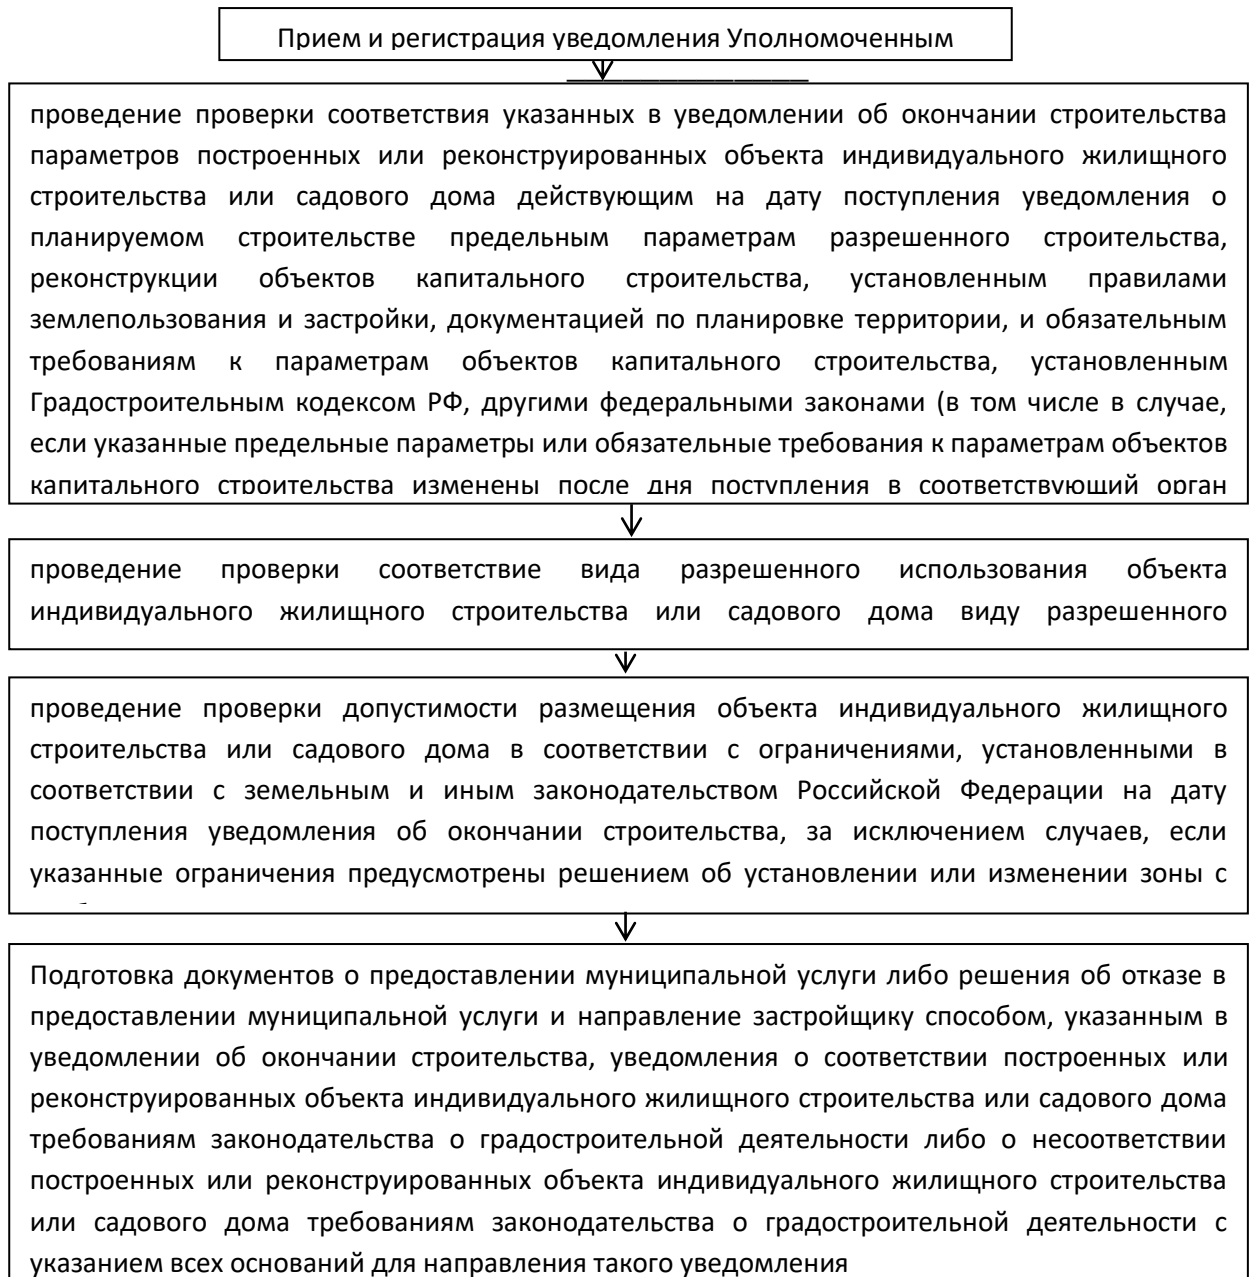 Прием и регистрация уведомления Уполномоченным
проведение проверки соответствия указанных в уведомлении об окончании строительства
параметров построенных или реконструированных объекта индивидуального жилищного
строительства или садового дома действующим на дату поступления уведомления о
планируемом строительстве предельным параметрам разрешенного строительства,
реконструкции объектов капитального строительства, установленным правилами
землепользования и застройки, документацией по планировке территории, и обязательным
требованиям к параметрам объектов капитального строительства, установленным
Градостроительным кодексом РФ, другими федеральными законами (в том числе в случае,
если указанные предельные параметры или обязательные требования к параметрам объектов
капитального строительства изменены после дня поступления в соответствующий орган
проведение проверки соответствие вида разрешенного использования объекта
индивидуального жилищного строительства или садового дома виду разрешенного
проведение проверки допустимости размещения объекта индивидуального жилищного
строительства или садового дома в соответствии с ограничениями, установленными в
соответствии с земельным и иным законодательством Российской Федерации на дату
поступления уведомления об окончании строительства, за исключением случаев, если
указанные ограничения предусмотрены решением об установлении или изменении зоны с
Подготовка документов о предоставлении муниципальной услуги либо решения об отказе в
предоставлении муниципальной услуги и направление застройщику способом, указанным в
уведомлении об окончании строительства, уведомления о соответствии построенных или
реконструированных объекта индивидуального жилищного строительства или садового дома
требованиям законодательства о градостроительной деятельности либо о несоответствии
построенных или реконструированных объекта индивидуального жилищного строительства
или садового дома требованиям законодательства о градостроительной деятельности с
указанием всех оснований для направления такого уведомления